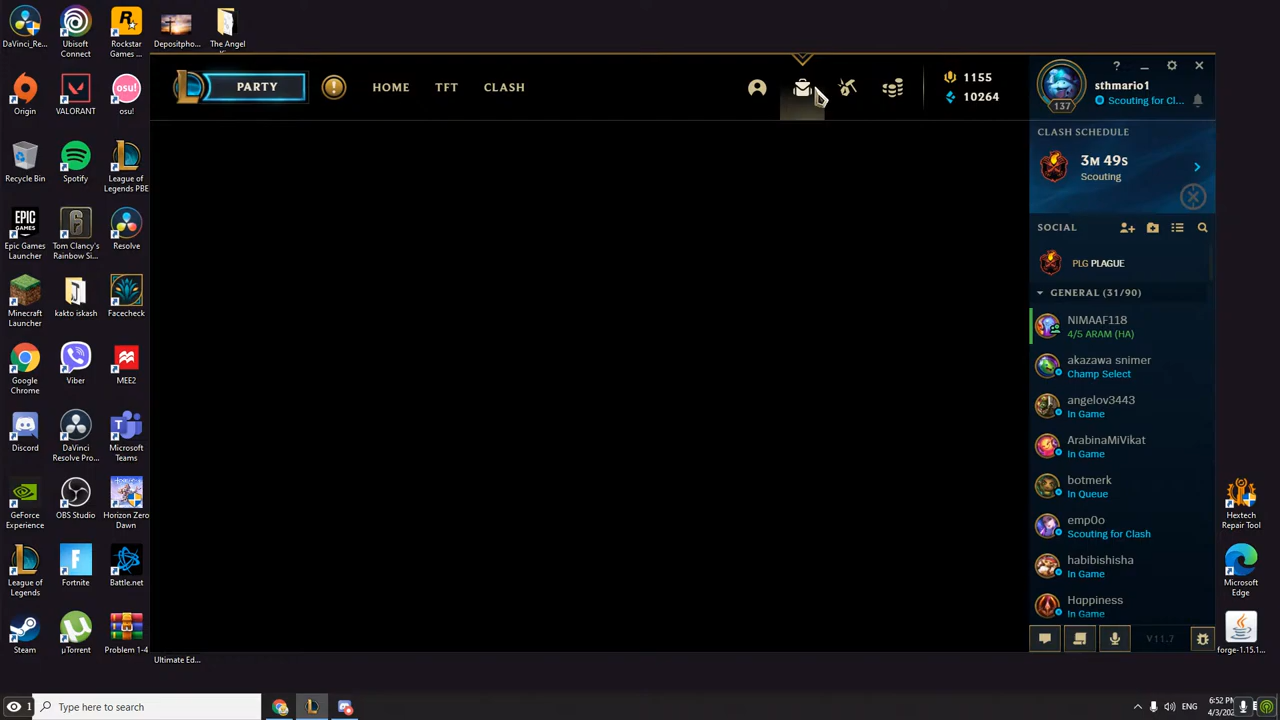 DaVinci_Re...
Ubisoft
Connect
Rockstar
Games ...
Depositpho...
The Angel
Origin
VALORANT
osu!
Recycle Bin
Spotify
League of
Legends PBE
EPIC
GAMES
Epic Games
Launcher
Tom Clancy's
Rainbow Si...
Resolve
Minecraft
Launcher
kakto iskash
Facecheck
Google
Chrome
Viber
MEE2
Discord
DaVinci
Resolve Pro...
Microsoft
Teams
GeForce
Experience
OBS Studio
Horizon Zero
Dawn
League of
Legends
Fortnite
Battle.net
Steam
µTorrent
Problem 1-4
Ultimate Ed...
PARTY
HOME
TFT
CLASH
1155
10264
?
137
sthmario1
Scouting for Cl...
CLASH SCHEDULE
3M 49S
Scouting
SOCIAL
PLG PLAGUE
GENERAL (31/90)
NIMAAF118
4/5 ARAM (HA)
akazawa snimer
Champ Select
angelov3443
In Game
ArabinaMiVikat
In Game
botmerk
In Queue
emp0o
Scouting for Clash
habibishisha
In Game
Happiness
In Game
V11.7
Hextech
Repair Tool
Microsoft
Edge
forge-1.15.1...
1
Type here to search
ENG
6:52 PM
4/3/20